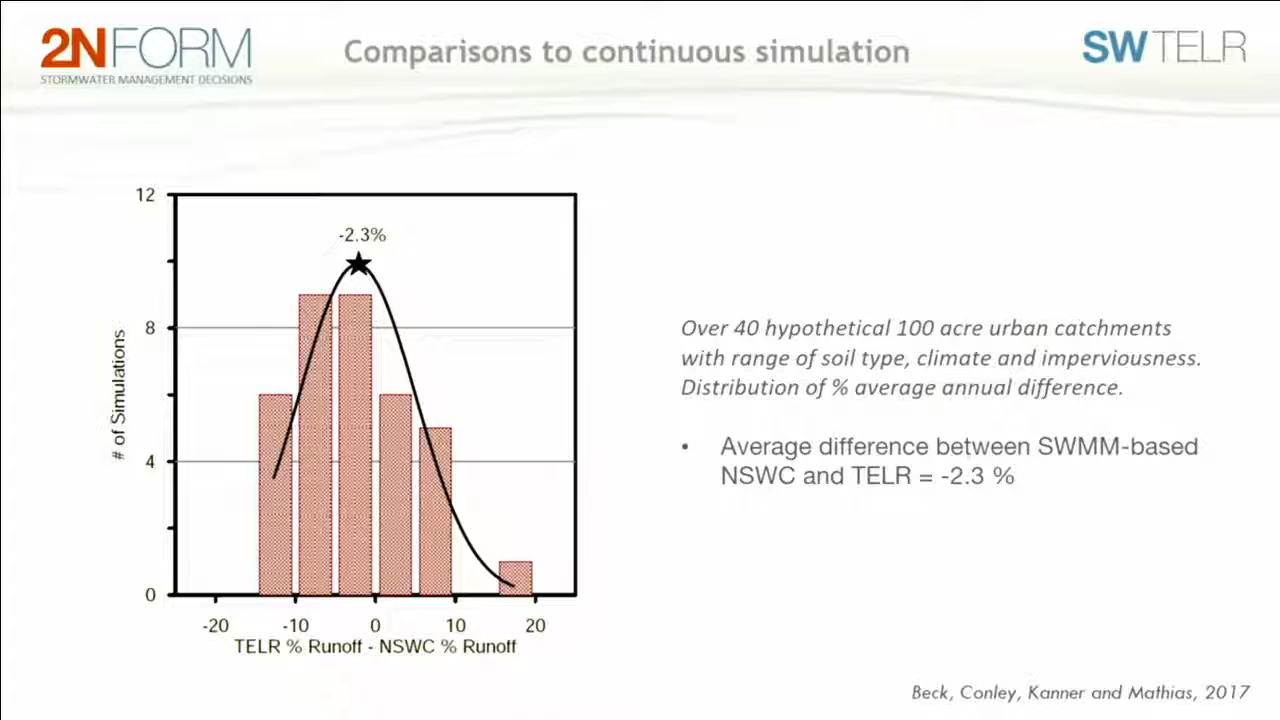 2NFORM
STORMWATER MANAGEMENT DECISIONS
Comparisons to continuous simulation
SWTELR
12
8
4
0
# of Simulations
-2.3%
-20 -10 0 10 20
TELR % Runoff - NSWC % Runoff
Over 40 hypothetical 100 acre urban catchments
with range of soil type, climate and imperviousness.
Distribution of % average annual difference.
• Average difference between SWMM-based
NSWC and TELR = -2.3 %
Beck, Conley, Kanner and Mathias, 2017